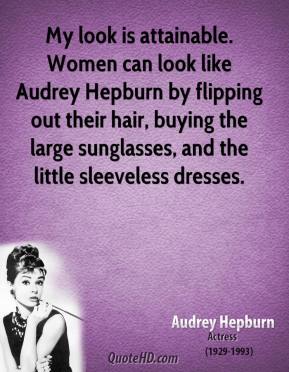 My look is attainable.
Women can look like
Audrey Hepburn by flipping
out their hair, buying the
large sunglasses, and the
little sleeveless dresses.
Audrey Hepburn
Actress
(1929-1993)
QuoteHD.com